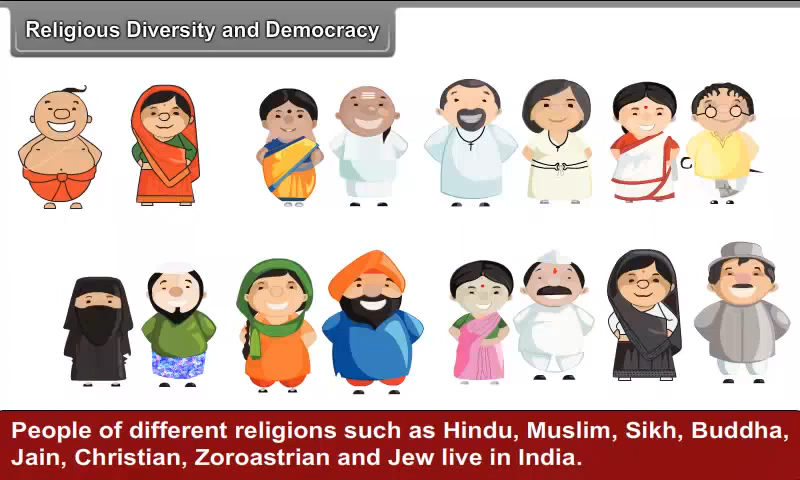 Religious Diversity and Democracy
People of different religions such as Hindu, Muslim, Sikh, Buddha,
Jain, Christian, Zoroastrian and Jew live in India.